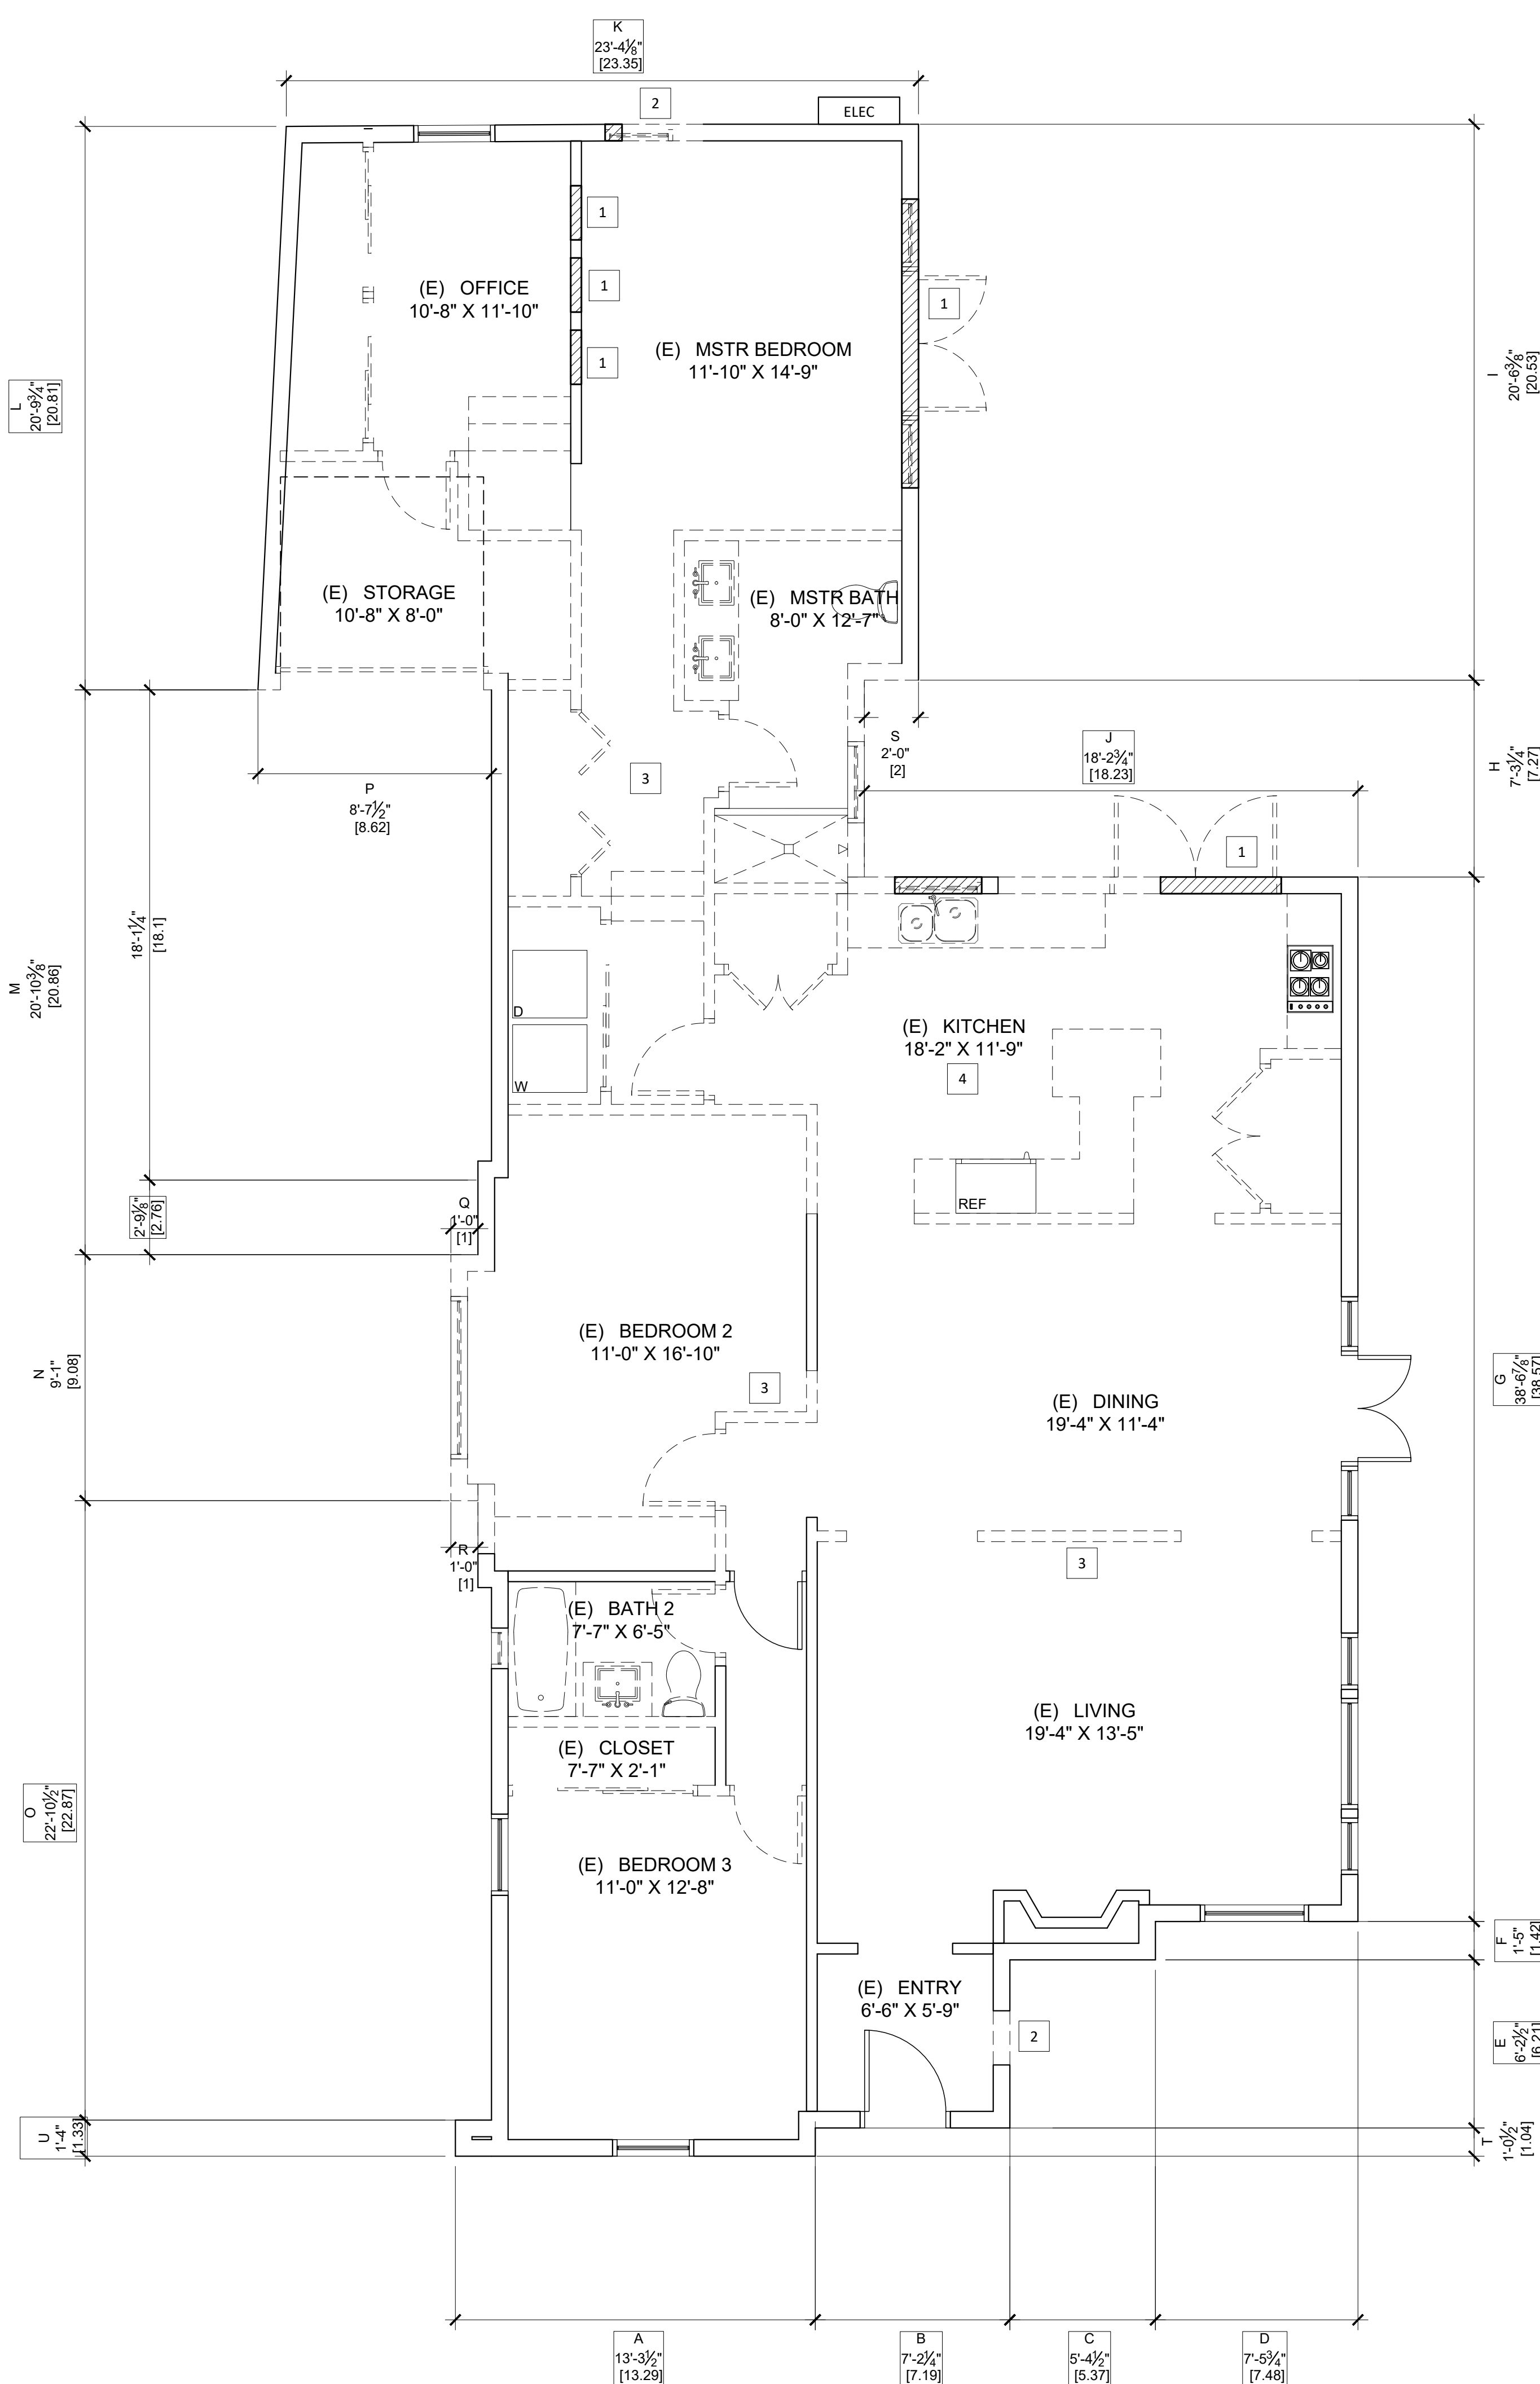 K
23'-4⅛"
[23.35]
2
ELEC
1
1
1
1
(E) OFFICE
10'-8" X 11'-10"
(E) MSTR BEDROOM
11'-10" X 14'-9"
L
20'-9¾"
[20.81]
I
20'-6⅜"
[20.53]
(E) STORAGE
10'-8" X 8'-0"
(E) MSTR BATH
8'-0" X 12'-7"
P
8'-7½"
[8.62]
3
S
2'-0"
[2]
J
18'-2¾"
[18.23]
H
7'-3¼"
[7.27]
1
18'-1¼"
[18.1]
M
20'-10⅜"
[20.86]
D
W
(E) KITCHEN
18'-2" X 11'-9"
4
REF
2'-9⅛"
[2.76]
Q
1'-0"
[1]
(E) BEDROOM 2
11'-0" X 16'-10"
3
N
9'-1"
[9.08]
(E) DINING
19'-4" X 11'-4"
G
38'-6⅞"
[38.57]
3
R
1'-0"
[1]
(E) BATH 2
7'-7" X 6'-5"
(E) CLOSET
7'-7" X 2'-1"
(E) LIVING
19'-4" X 13'-5"
O
22'-10½"
[22.87]
(E) BEDROOM 3
11'-0" X 12'-8"
F
1'-5"
[1.42]
(E) ENTRY
6'-6" X 5'-9"
2
E
6'-2½"
[6.21]
U
1'-4"
[1.33]
T
1'-0½"
[1.04]
A
13'-3½"
[13.29]
B
7'-2¼"
[7.19]
C
5'-4½"
[5.37]
D
7'-5¾"
[7.48]